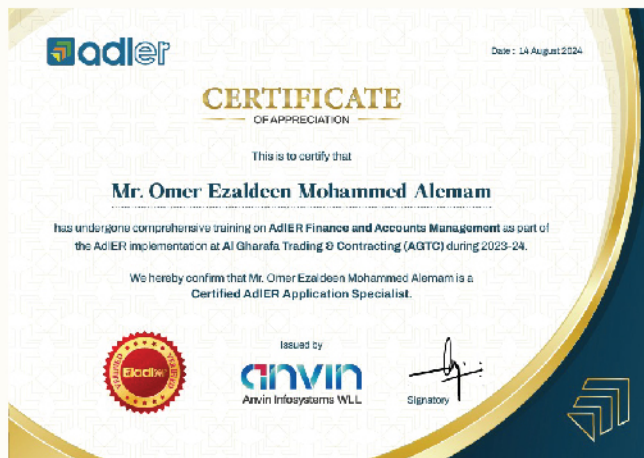 adler
Date : 14 August 2024
CERTIFICATE
OF APPRECIATION
This is to certify that
Mr. Omer Ezaldeen Mohammed Alemam
has undergone comprehensive training on AdlER Finance and Accounts Management as part of
the AdlER implementation at Al Gharafa Trading & Contracting (AGTC) during 2023-24.
We hereby confirm that Mr. Omer Ezaldeen Mohammed Alemam is a
Certified AdlER Application Specialist.
VERIFIED
VERIFIED
Issued by
anvin
Anvin Infosystems WLL
Signatory